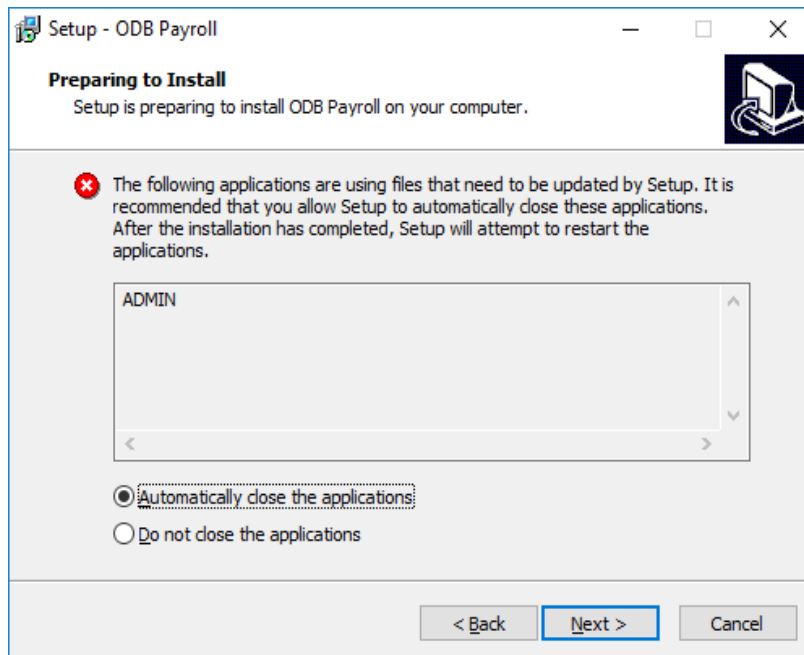 Setup - ODB Payroll
Preparing to Install
Setup is preparing to install ODB Payroll on your computer.
The following applications are using files that need to be updated by Setup. It is
recommended that you allow Setup to automatically close these applications.
After the installation has completed, Setup will attempt to restart the
applications.
ADMIN
Automatically close the applications
Do not close the applications
< Back
Next >
Cancel